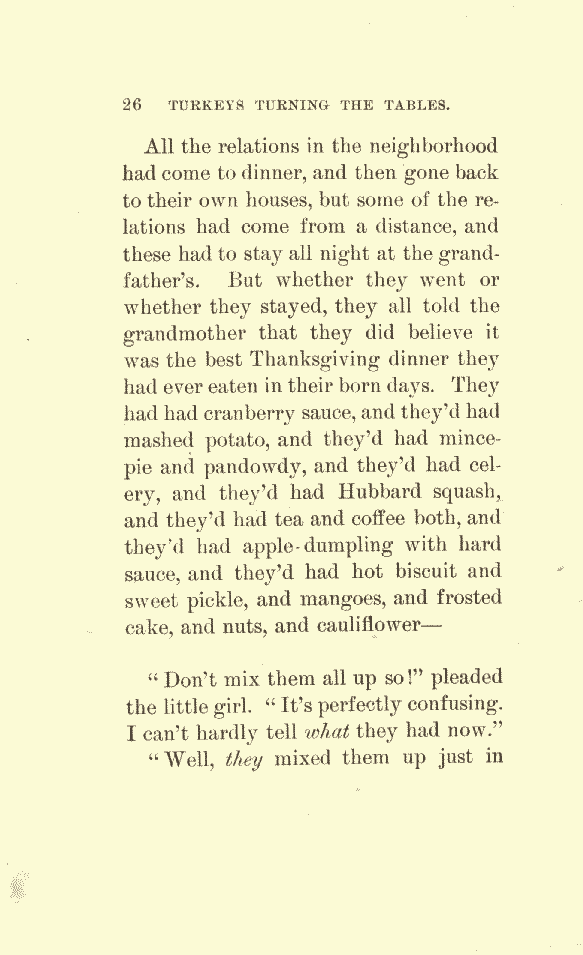 26 TURKEYS TURNING THE TABLES.
All the relations in the neighborhood
had come to dinner, and then gone back
to their own houses, but some of the re-
lations had come from a distance, and
these had to stay all night at the grand-
father's. But whether they went or
whether they stayed, they all told the
grandmother that they did believe it
was the best Thanksgiving dinner they
had ever eaten in their born days. They
had had cranberry sauce, and they'd had
mashed potato, and they'd had mince-
pie and pandowdy, and they'd had cel-
ery, and they'd had Hubbard squash,
and they'd had tea and coffee both, and
they'd had apple-dumpling with hard
sauce, and they'd had hot biscuit and
sweet pickle, and mangoes, and frosted
cake, and nuts, and cauliflower—
"Don't mix them all up so!" pleaded
the little girl. "It's perfectly confusing.
I can't hardly tell what they had now."
"Well, they mixed them up just in